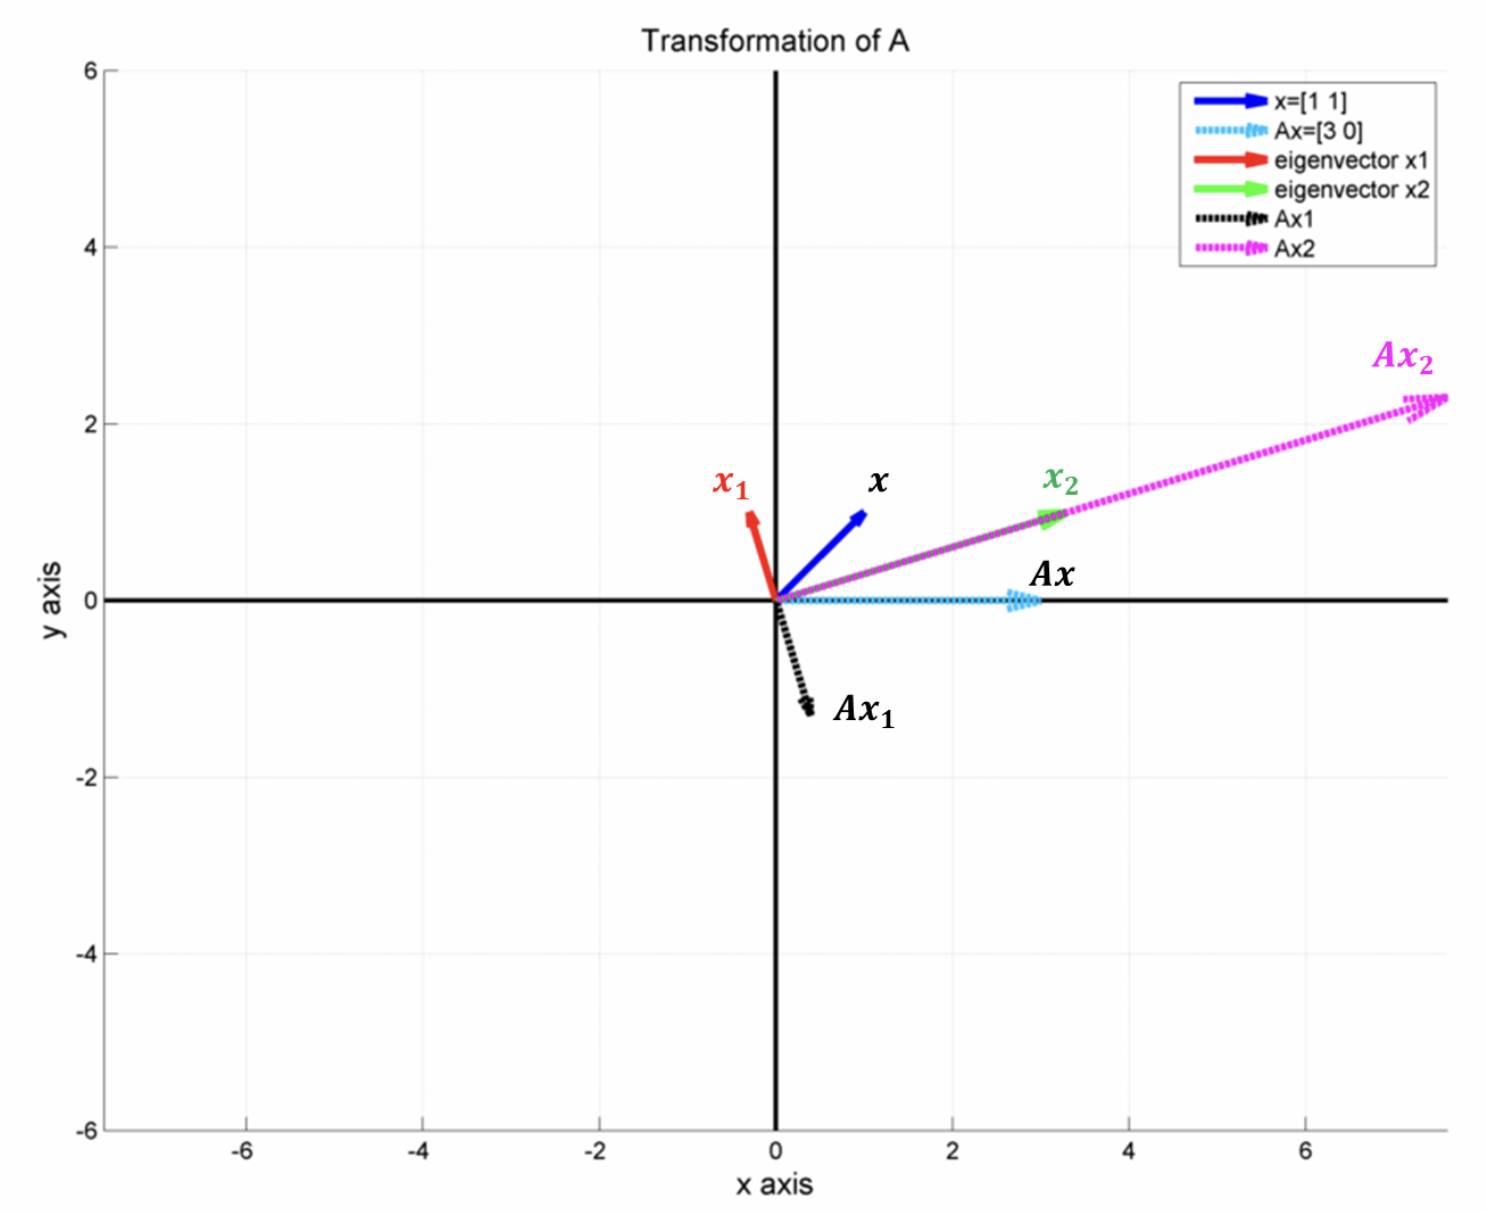 Transformation of A
6
x=[1 1]
Ax=[3 0]
eigenvector x1
eigenvector x2
Ax1
Ax2
4
Ax₂
2
x₁
x
x₂
Ax
y axis
0
Ax₁
-2
-4
-6
-6 -4 -2 0 2 4 6
x axis